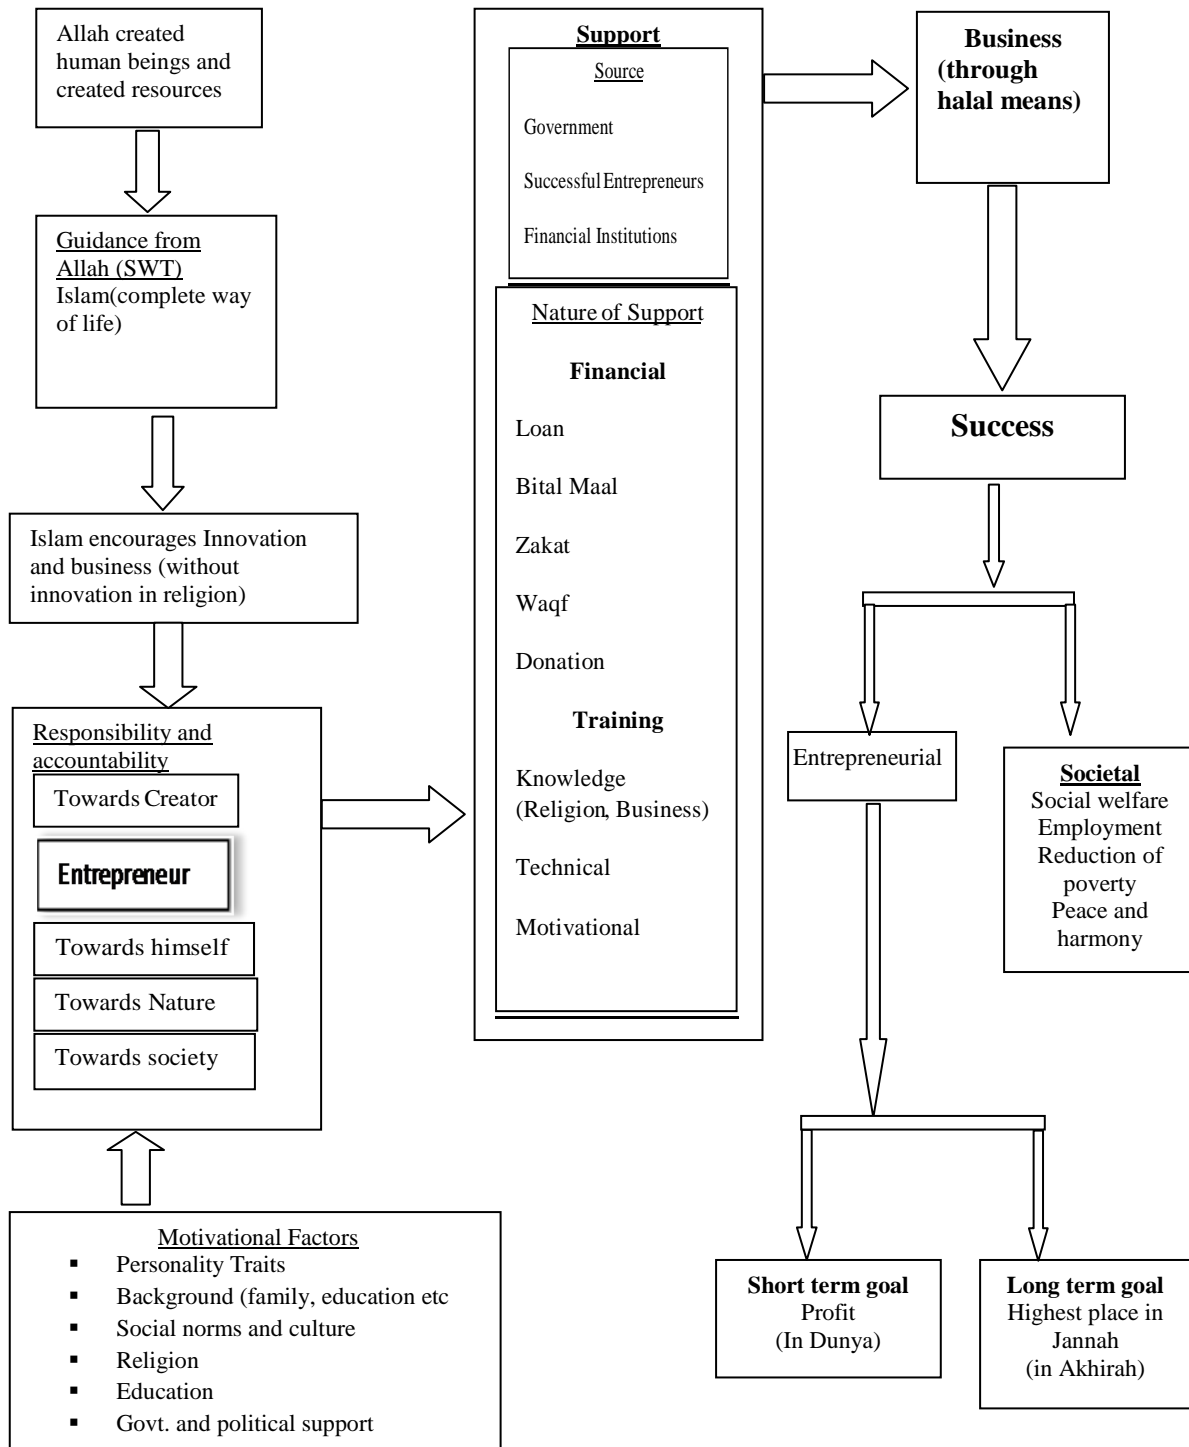 Allah created
human beings and
created resources
Guidance from
Allah (SWT)
Islam(complete way
of life)
Islam encourages Innovation
and business (without
innovation in religion)
Responsibility and
accountability
Towards Creator
Entrepreneur
Towards himself
Towards Nature
Towards society
Motivational Factors
▪ Personality Traits
▪ Background (family, education etc
▪ Social norms and culture
▪ Religion
▪ Education
▪ Govt. and political support
Support
Source
Government
Successful Entrepreneurs
Financial Institutions
Nature of Support
Financial
Loan
Bital Maal
Zakat
Waqf
Donation
Training
Knowledge
(Religion, Business)
Technical
Motivational
Business
(through
halal means)
Success
Entrepreneurial
Societal
Social welfare
Employment
Reduction of
poverty
Peace and
harmony
Short term goal
Profit
(In Dunya)
Long term goal
Highest place in
Jannah
(in Akhirah)